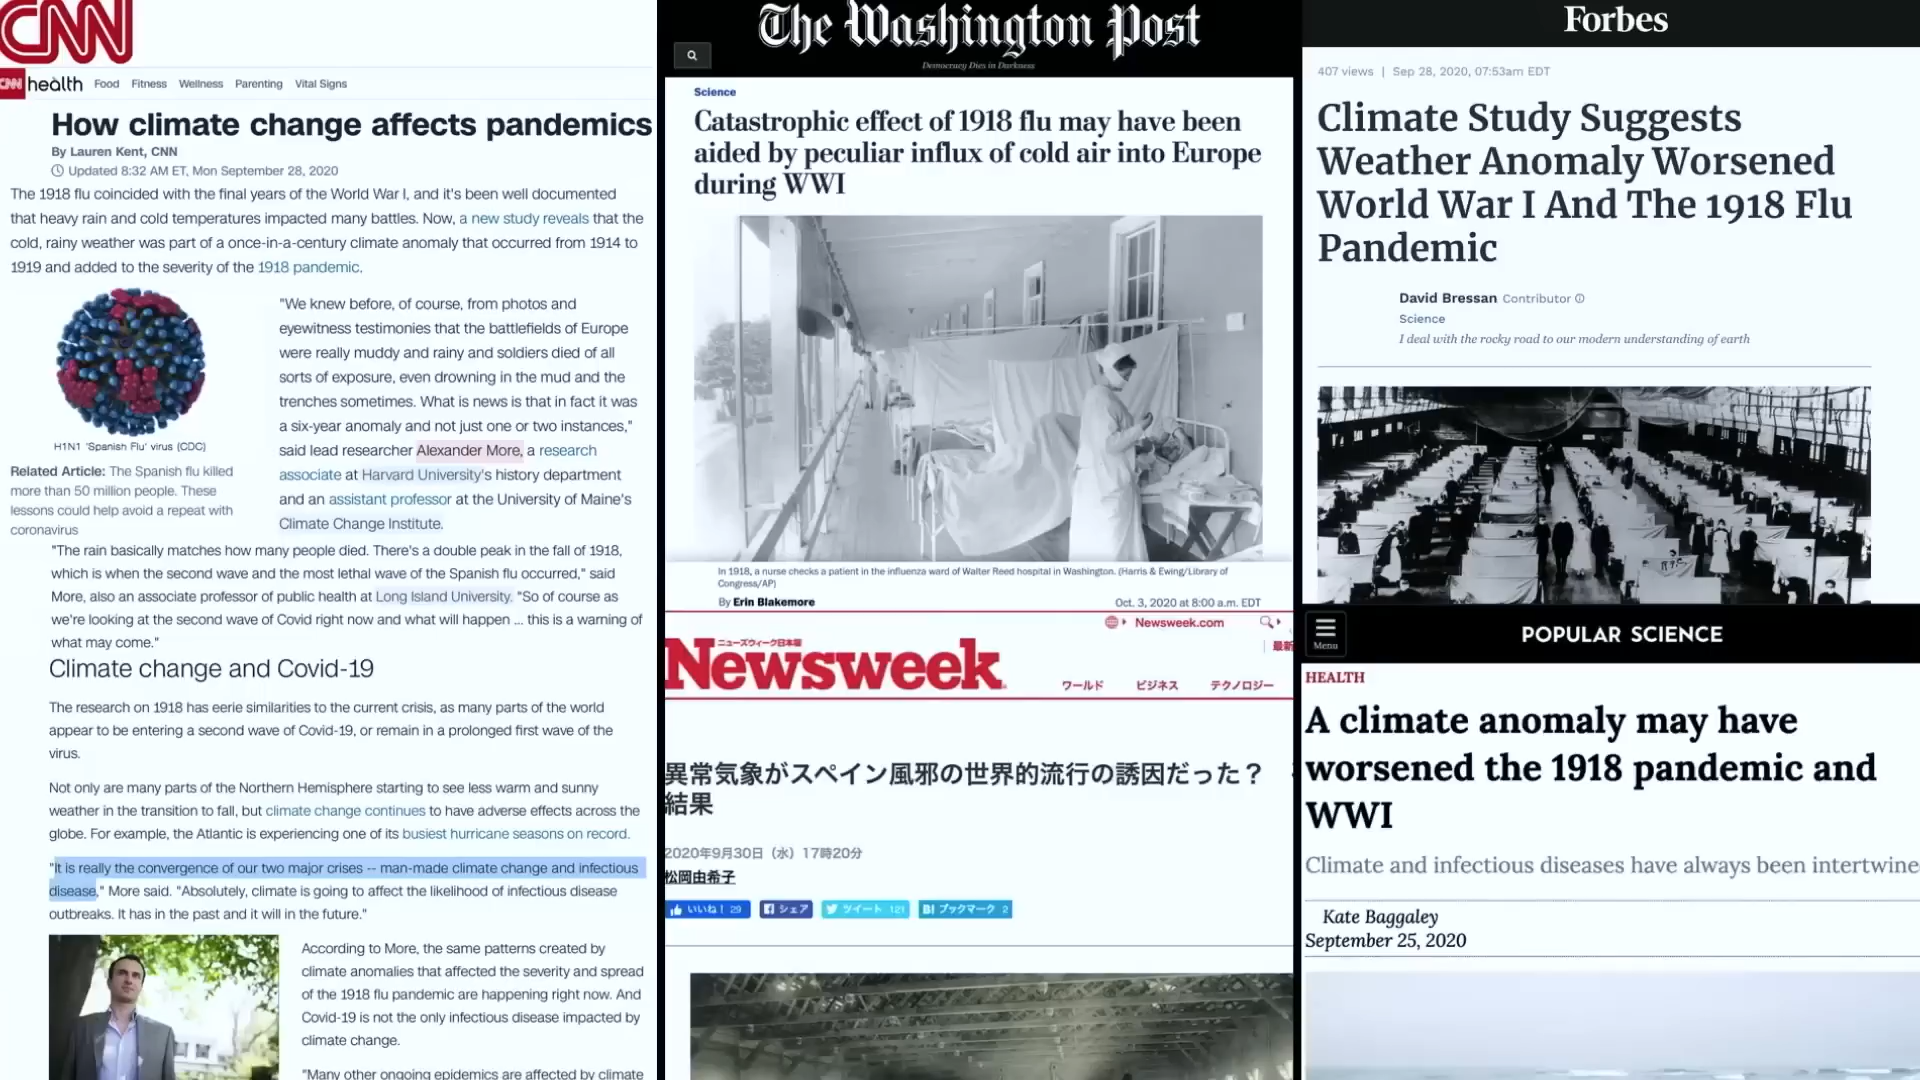 CNN
CNN health Food Fitness Wellness Parenting Vital Signs
How climate change affects pandemics
By Lauren Kent, CNN
Updated 8:32 AM ET, Mon September 28, 2020
The 1918 flu coincided with the final years of the World War I, and it's been well documented
that heavy rain and cold temperatures impacted many battles. Now, a new study reveals that the
cold, rainy weather was part of a once-in-a-century climate anomaly that occurred from 1914 to
1919 and added to the severity of the 1918 pandemic.
H1N1 'Spanish Flu' virus (CDC)
Related Article: The Spanish flu killed
more than 50 million people. These
lessons could help avoid a repeat with
coronavirus
"We knew before, of course, from photos and
eyewitness testimonies that the battlefields of Europe
were really muddy and rainy and soldiers died of all
sorts of exposure, even drowning in the mud and the
trenches sometimes. What is news is that in fact it was
a six-year anomaly and not just one or two instances,"
said lead researcher Alexander More, a research
associate at Harvard University's history department
and an assistant professor at the University of Maine's
Climate Change Institute.
"The rain basically matches how many people died. There's a double peak in the fall of 1918,
which is when the second wave and the most lethal wave of the Spanish flu occurred," said
More, also an associate professor of public health at Long Island University. "So of course as
we're looking at the second wave of Covid right now and what will happen ... this is a warning of
what may come."
Climate change and Covid-19
The research on 1918 has eerie similarities to the current crisis, as many parts of the world
appear to be entering a second wave of Covid-19, or remain in a prolonged first wave of the
virus.
Not only are many parts of the Northern Hemisphere starting to see less warm and sunny
weather in the transition to fall, but climate change continues to have adverse effects across the
globe. For example, the Atlantic is experiencing one of its busiest hurricane seasons on record.
"It is really the convergence of our two major crises -- man-made climate change and infectious
disease," More said. "Absolutely, climate is going to affect the likelihood of infectious disease
outbreaks. It has in the past and it will in the future."
According to More, the same patterns created by
climate anomalies that affected the severity and spread
of the 1918 flu pandemic are happening right now. And
Covid-19 is not the only infectious disease impacted by
climate change.
"Many other ongoing epidemics are affected by climate
The Washington Post
Democracy Dies in Darkness
Science
Catastrophic effect of 1918 flu may have been
aided by peculiar influx of cold air into Europe
during WWI
In 1918, a nurse checks a patient in the influenza ward of Walter Reed hospital in Washington. (Harris & Ewing/Library of
Congress/AP)
By Erin Blakemore Oct. 3, 2020 at 8:00 a.m. EDT
Newsweek.com
ニューズウィーク日本版 最新
Newsweek ワールド ビジネス テクノロジー
異常気象がスペイン風邪の世界的流行の誘因だった？
結果
2020年9月30日（水）17時20分
松岡由希子
いいね！ 29 シェア ツイート 121 B! ブックマーク 2
Forbes
407 views | Sep 28, 2020, 07:53am EDT
Climate Study Suggests
Weather Anomaly Worsened
World War I And The 1918 Flu
Pandemic
David Bressan Contributor
Science
I deal with the rocky road to our modern understanding of earth
Menu
POPULAR SCIENCE
HEALTH
A climate anomaly may have
worsened the 1918 pandemic and
WWI
Climate and infectious diseases have always been intertwine
Kate Baggaley
September 25, 2020